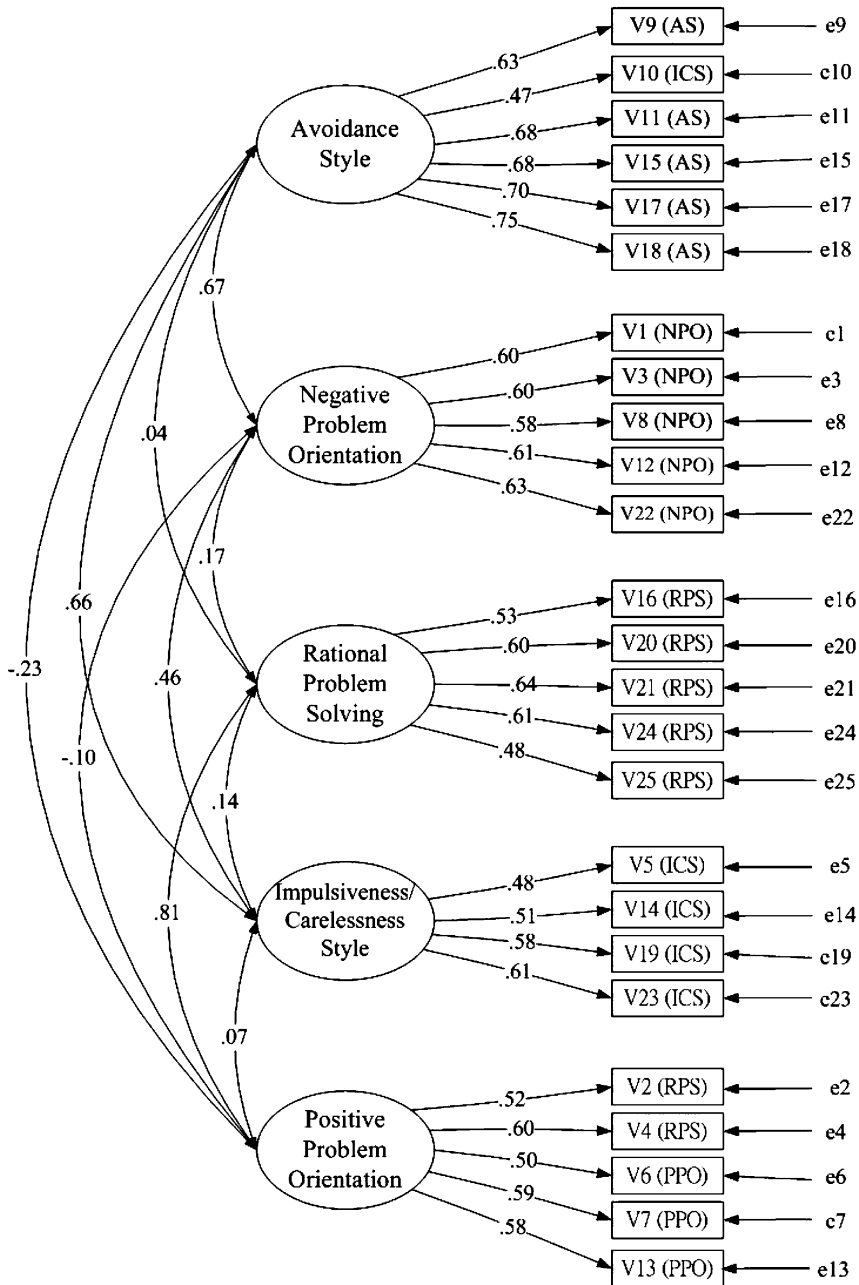 V9 (AS)
e9
.63
V10 (ICS)
c10
.47
Avoidance
Style
V11 (AS)
e11
.68
V15 (AS)
e15
.68
V17 (AS)
e17
.70
V18 (AS)
e18
.75
.67
V1 (NPO)
c1
.60
V3 (NPO)
e3
.60
Negative
Problem
Orientation
V8 (NPO)
e8
.58
V12 (NPO)
e12
.61
V22 (NPO)
e22
.63
.04
.17
V16 (RPS)
e16
.53
V20 (RPS)
e20
.60
Rational
Problem
Solving
V21 (RPS)
e21
.64
V24 (RPS)
e24
.61
V25 (RPS)
e25
.48
.66
-.23
.46
-.10
.14
V5 (ICS)
e5
.48
V14 (ICS)
e14
.51
Impulsiveness/
Carelessness
Style
V19 (ICS)
c19
.58
V23 (ICS)
c23
.61
.81
.07
V2 (RPS)
e2
.52
V4 (RPS)
e4
.60
Positive
Problem
Orientation
V6 (PPO)
e6
.50
V7 (PPO)
c7
.59
V13 (PPO)
e13
.58